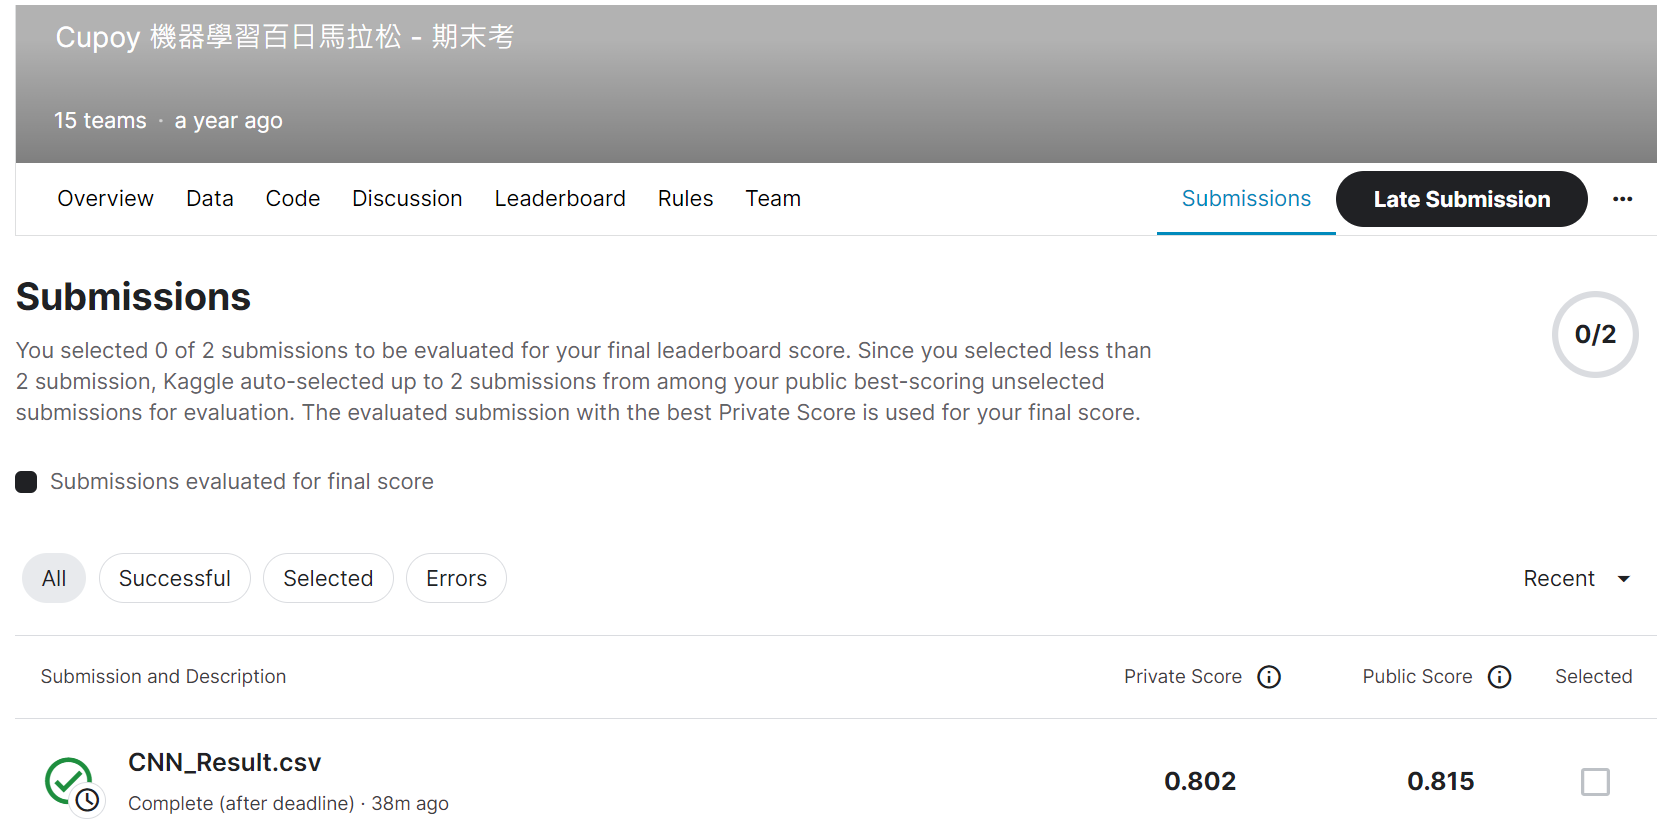 Cupoy 機器學習百日馬拉松 - 期末考
15 teams · a year ago
Overview Data Code Discussion Leaderboard Rules Team Submissions Late Submission ...
Submissions
0/2
You selected 0 of 2 submissions to be evaluated for your final leaderboard score. Since you selected less than
2 submission, Kaggle auto-selected up to 2 submissions from among your public best-scoring unselected
submissions for evaluation. The evaluated submission with the best Private Score is used for your final score.
Submissions evaluated for final score
All Successful Selected Errors Recent
Submission and Description Private Score Public Score Selected
CNN_Result.csv 0.802 0.815
Complete (after deadline) · 38m ago